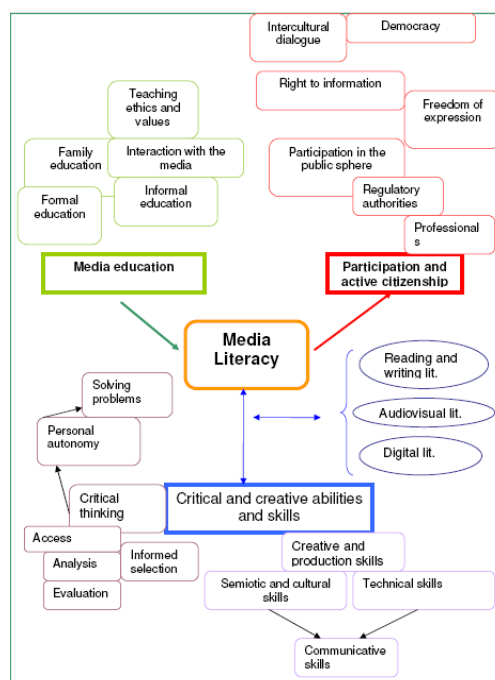 Intercultural
dialogue
Democracy
Right to information
Freedom of
expression
Teaching
ethics and
values
Family
education
Interaction with the
media
Participation in the
public sphere
Formal
education
Informal
education
Regulatory
authorities
Professional
s
Media education
Participation and
active citizenship
Media
Literacy
Reading and
writing lit.
Audiovisual lit.
Digital lit.
Solving
problems
Personal
autonomy
Critical
thinking
Critical and creative abilities
and skills
Access
Analysis
Informed
selection
Evaluation
Creative and
production skills
Semiotic and cultural
skills
Technical skills
Communicative
skills